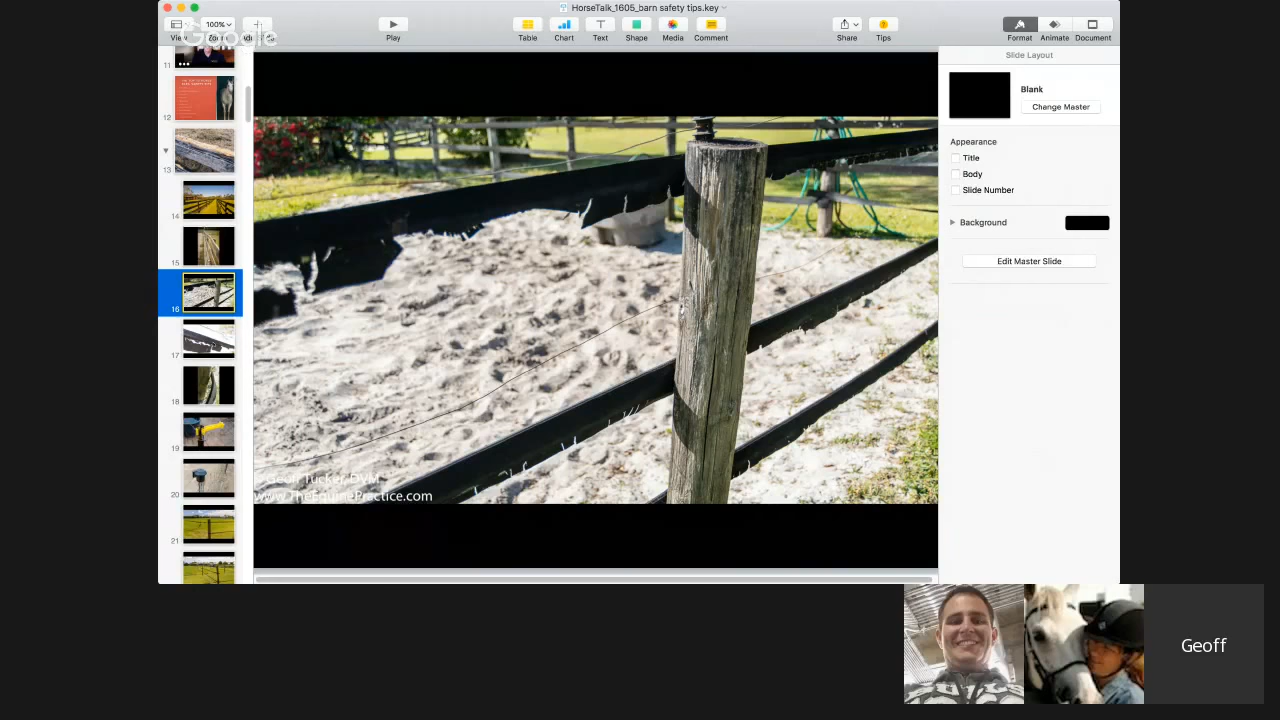 HorseTalk_1605_barn safety tips.key
100%
Google
View
Zoom
Play
Table
Chart
Text
Shape
Media
Comment
Share
Tips
Format
Animate
Document
Slide Layout
Blank
Change Master
Appearance
Title
Body
Slide Number
Background
Edit Master Slide
11
12
13
14
15
16
17
18
19
20
21
Geoff Tucker, DVM
www.TheEquinePractice.com
Geoff